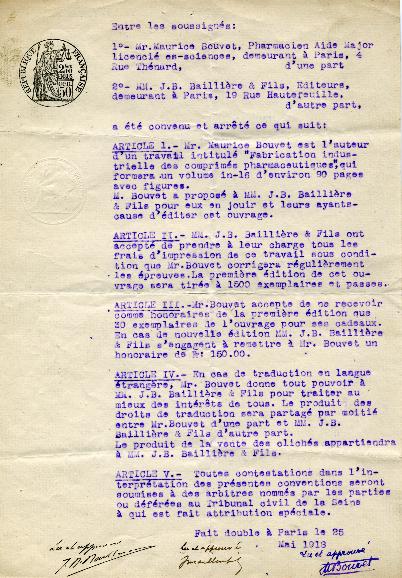 Entre les soussignés:
1°- Mr.Maurice Bouvet, Pharmacien Aide Major
licencié es-sciences, demeurant à Paris, 4
Rue Thénard, d'une part
2°- MM. J.B. Baillière & Fils, Editeurs,
demeurant à Paris, 19 Rue Hautefeuille,
d'autre part,
a été convenu et arrêté ce qui suit:
ARTICLE 1.- Mr. Maurice Bouvet est l'auteur
d'un travail intitulé "Fabrication indus-
trielle des comprimés pharmaceutiques",qui
formera un volume in-16 d'environ 90 pages
avec figures.
M. Bouvet a proposé à MM. J.B. Baillière
& Fils pour eux en jouir et leurs ayants-
cause d'éditer cet ouvrage.
ARTICLE II.- MM. J.B. Baillière & Fils ont
accepté de prendre à leur charge tous les
frais d'impression de ce travail sous condi-
tion que Mr.Bouvet corrigera régulièrement
les épreuves.La première édition de cet ou-
vrage sera tirée à 1500 exemplaires et passes.
ARTICLE III.-Mr.Bouvet accepte de ne recevoir
comme honoraires de la première édition que
30 exemplaires de l'ouvrage pour ses cadeaux.
En cas de nouvelle édition MM. J.B. Baillière
& Fils s'engagent à remettre à Mr. Bouvet un
honoraire de Fr: 150.00.
ARTICLE IV.- En cas de traduction en langue
étrangère, Mr. Bouvet donne tout pouvoir à
MM. J.B. Baillière & Fils pour traiter au
mieux des intérêts de tous. Le produit des
droits de traduction sera partagé par moitié
entre Mr.Bouvet d'une part et MM. J.B.
Baillière & Fils d'autre part.
Le produit de la vente des clichés appartiendra
à MM. J.B. Baillière & Fils.
ARTICLE V.- Toutes contestations dans l'in-
terprétation des présentes conventions seront
soumises à des arbitres nommés par les parties
ou déférées au Tribunal civil de la Seine
à qui est fait attribution spéciale.
Fait double à Paris le 25
Mai 1918
Lu et approuvé
Lu et approuvé
Lu et approuvé
M Bouvet
REPUBLIQUE FRANÇAISE